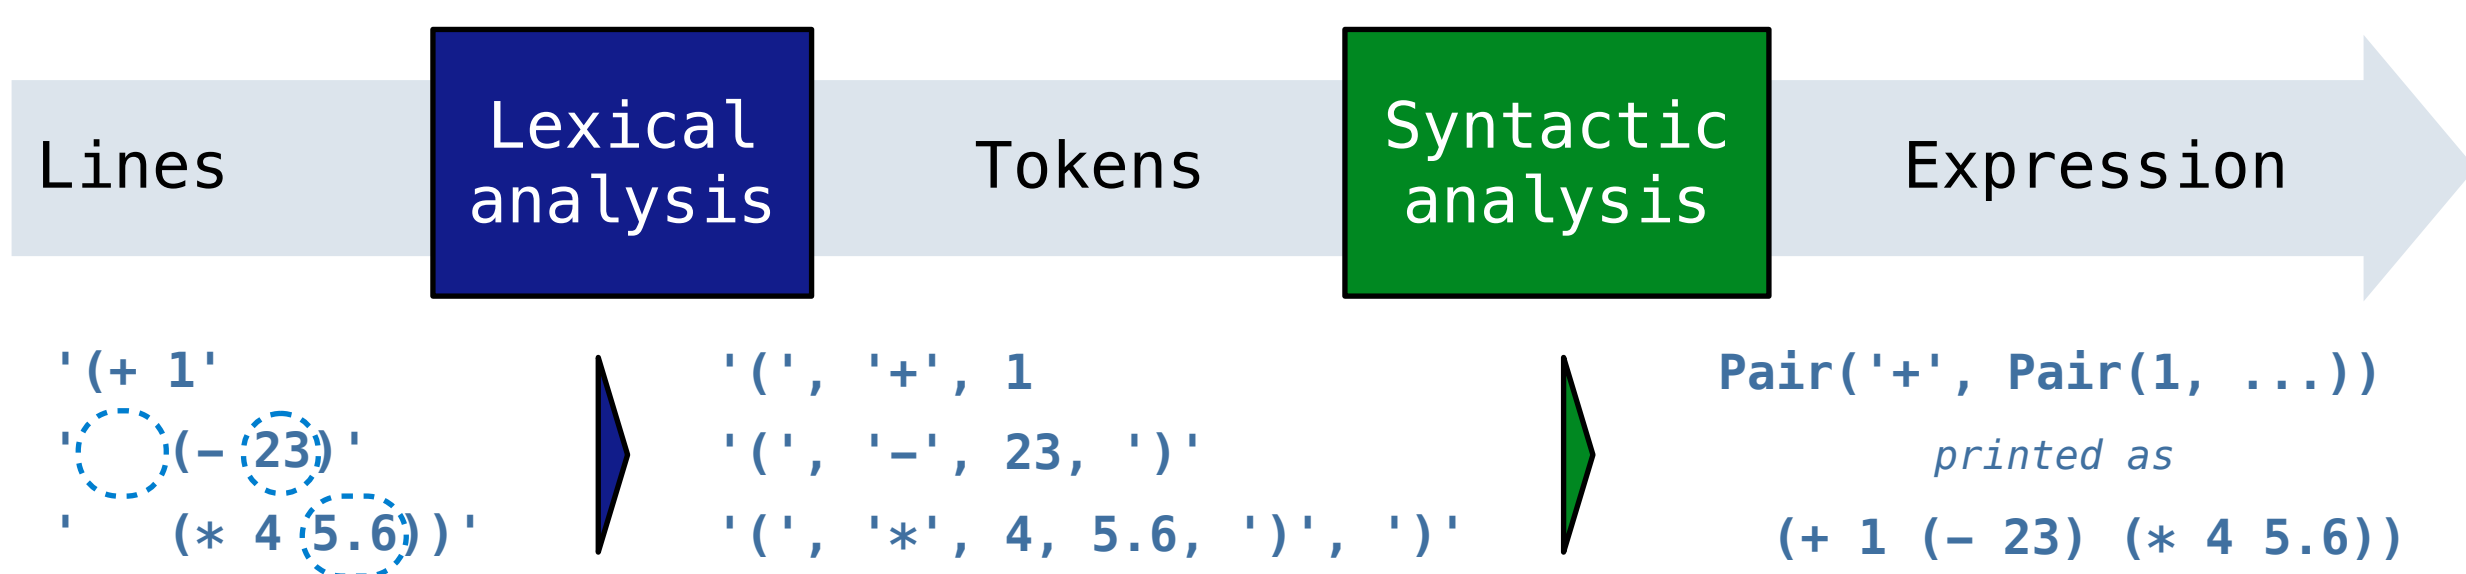 Lines
Lexical
analysis
Tokens
Syntactic
analysis
Expression
'(+ 1'
'   (– 23)'
'   (* 4 5.6))'
'(', '+', 1
'(', '–', 23, ')'
'(', '*', 4, 5.6, ')', ')'
Pair('+', Pair(1, ...))
printed as
(+ 1 (– 23) (* 4 5.6))